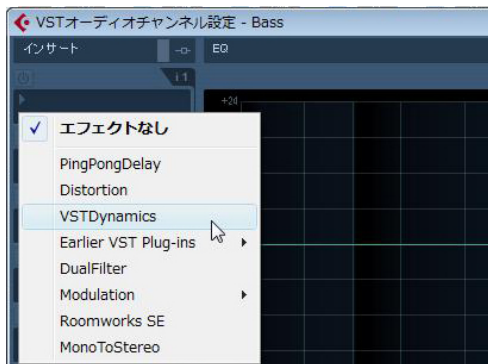 VSTオーディオチャンネル設定 - Bass
インサート
EQ
i1
+24
エフェクトなし
PingPongDelay
Distortion
VSTDynamics
Earlier VST Plug-ins
DualFilter
Modulation
Roomworks SE
MonoToStereo